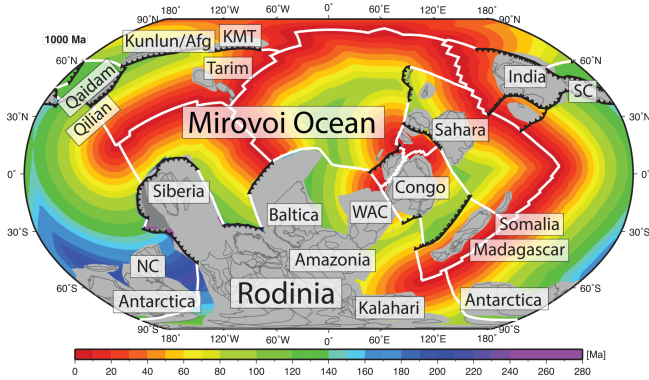 90˚N 180˚ 120˚W 60˚W 0˚ 60˚E 120˚E 180˚ 90˚N
1000 Ma
Kunlun/Afg KMT
60˚N 60˚N
Tarim India
Qaidam SC
Qilian
30˚N Mirovoi Ocean Sahara 30˚N
0˚ 0˚
Siberia Congo
Baltica WAC
30˚S Somalia 30˚S
Madagascar
NC Amazonia
60˚S Antarctica Rodinia Kalahari Antarctica 60˚S
90˚S 180˚ 120˚W 60˚W 0˚ 60˚E 120˚E 180˚ 90˚S
[Ma]
0 20 40 60 80 100 120 140 160 180 200 220 240 260 280